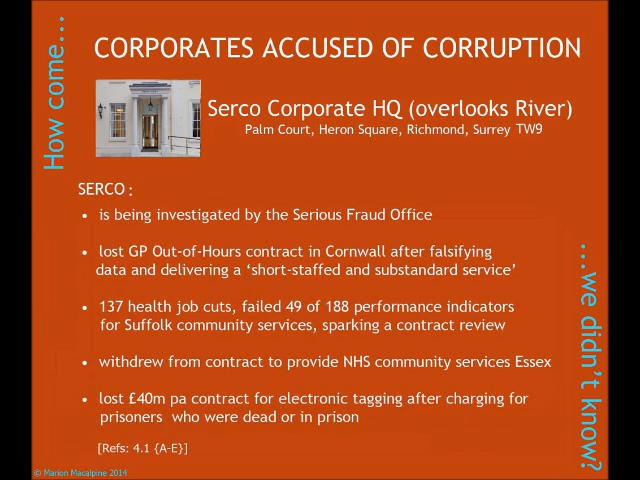 How come...
CORPORATES ACCUSED OF CORRUPTION
Serco Corporate HQ (overlooks River)
Palm Court, Heron Square, Richmond, Surrey TW9
SERCO :
• is being investigated by the Serious Fraud Office
• lost GP Out-of-Hours contract in Cornwall after falsifying
data and delivering a ‘short-staffed and substandard service’
• 137 health job cuts, failed 49 of 188 performance indicators
for Suffolk community services, sparking a contract review
• withdrew from contract to provide NHS community services Essex
• lost £40m pa contract for electronic tagging after charging for
prisoners who were dead or in prison
[Refs: 4.1 {A-E}]
...we didn’t know?
© Marion Macalpine 2014